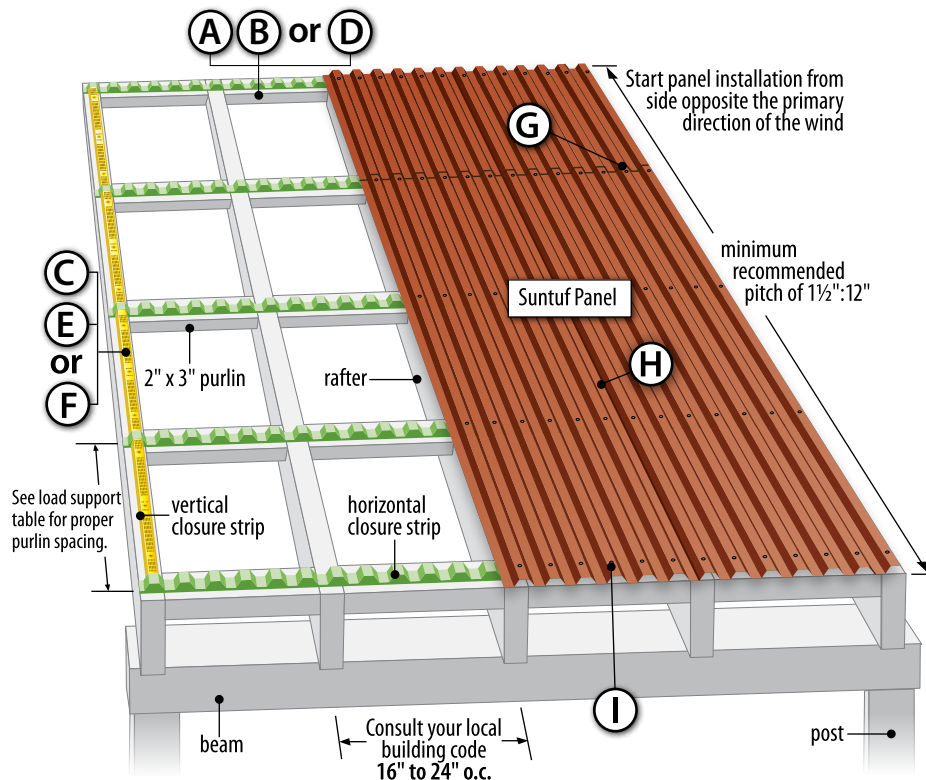 A B or D
Start panel installation from
side opposite the primary
direction of the wind
G
minimum
recommended
pitch of 1½":12"
C
E
or
F
Suntuf Panel
H
2" x 3" purlin
rafter
See load support
table for proper
purlin spacing.
vertical
closure strip
horizontal
closure strip
I
beam
Consult your local
building code
16" to 24" o.c.
post